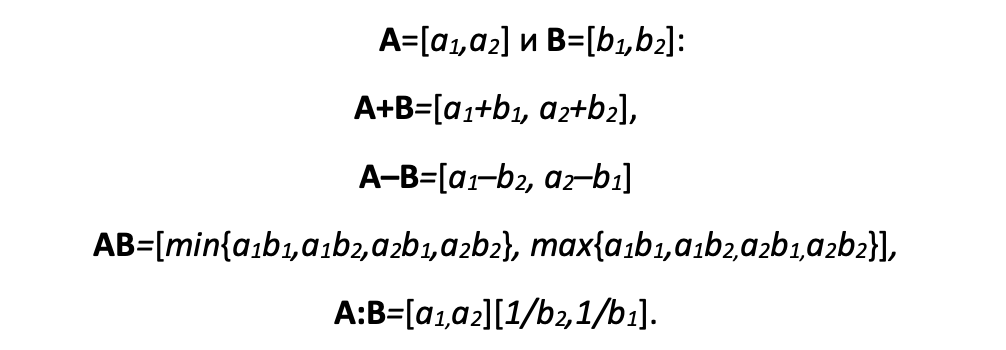 A=[a₁,a₂] и B=[b₁,b₂]:
A+B=[a₁+b₁, a₂+b₂],
A–B=[a₁–b₂, a₂–b₁]
AB=[min{a₁b₁,a₁b₂,a₂b₁,a₂b₂}, max{a₁b₁,a₁b₂,a₂b₁,a₂b₂}],
A:B=[a₁,a₂][1/b₂,1/b₁].